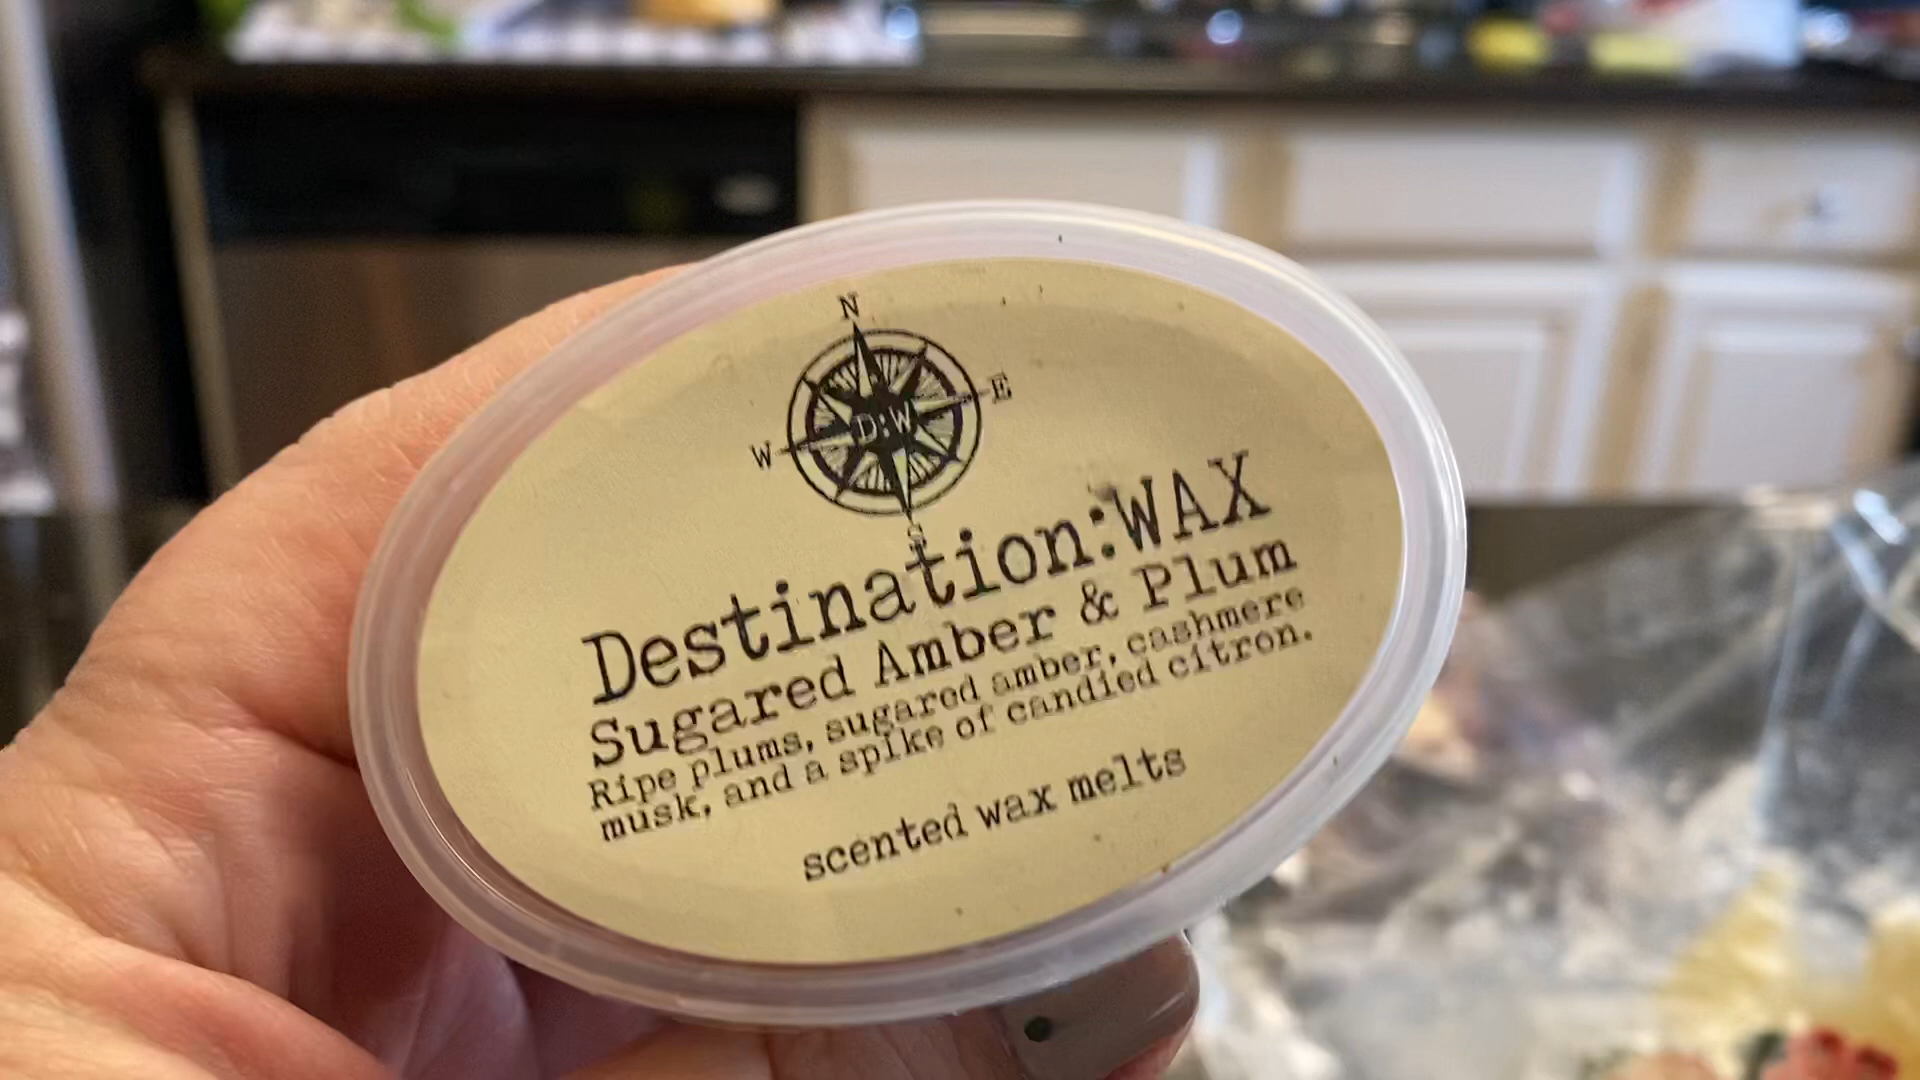 N
W
E
D:W
S
Destination:WAX
Sugared Amber & Plum
Ripe plums, sugared amber, cashmere
musk, and a spike of candied citron.
scented wax melts